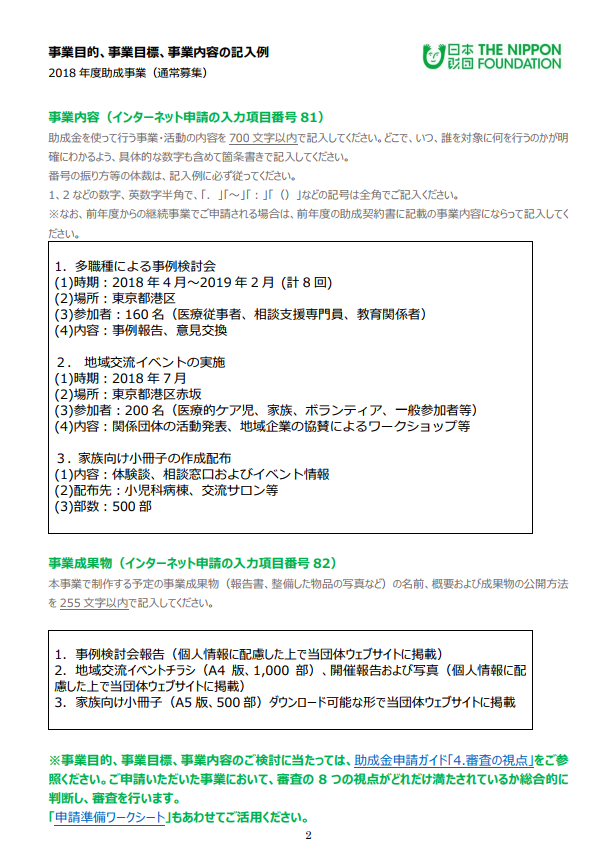 事業目的、事業目標、事業内容の記入例
2018 年度助成事業（通常募集）
日本財団 THE NIPPON FOUNDATION
事業内容（インターネット申請の入力項目番号 81）
助成金を使って行う事業・活動の内容を 700 文字以内で記入してください。どこで、いつ、誰を対象に何を行うのかが明
確にわかるよう、具体的な数字も含めて箇条書きで記入してください。
番号の振り方等の体裁は、記入例に必ず従ってください。
1、2 などの数字、英数字半角で、「．」「～」「：」「（）」などの記号は全角でご記入ください。
※なお、前年度からの継続事業でご申請される場合は、前年度の助成契約書に記載の事業内容にならって記入してく
ださい。
1．多職種による事例検討会
(1)時期：2018 年 4 月～2019 年 2 月 (計 8 回)
(2)場所：東京都港区
(3)参加者：160 名（医療従事者、相談支援専門員、教育関係者）
(4)内容：事例報告、意見交換
２． 地域交流イベントの実施
(1)時期：2018 年 7 月
(2)場所：東京都港区赤坂
(3)参加者：200 名（医療的ケア児、家族、ボランティア、一般参加者等）
(4)内容：関係団体の活動発表、地域企業の協賛によるワークショップ等
３．家族向け小冊子の作成配布
(1)内容：体験談、相談窓口およびイベント情報
(2)配布先：小児科病棟、交流サロン等
(3)部数：500 部
事業成果物（インターネット申請の入力項目番号 82）
本事業で制作する予定の事業成果物（報告書、整備した物品の写真など）の名前、概要および成果物の公開方法
を 255 文字以内で記入してください。
1．事例検討会報告（個人情報に配慮した上で当団体ウェブサイトに掲載）
2．地域交流イベントチラシ（A4 版、1,000 部）、開催報告および写真（個人情報に配
慮した上で当団体ウェブサイトに掲載）
3．家族向け小冊子（A5 版、500 部）ダウンロード可能な形で当団体ウェブサイトに掲載
※事業目的、事業目標、事業内容のご検討に当たっては、助成金申請ガイド「4.審査の視点」をご参
照ください。ご申請いただいた事業において、審査の 8 つの視点がどれだけ満たされているか総合的に
判断し、審査を行います。
「申請準備ワークシート」もあわせてご活用ください。
2